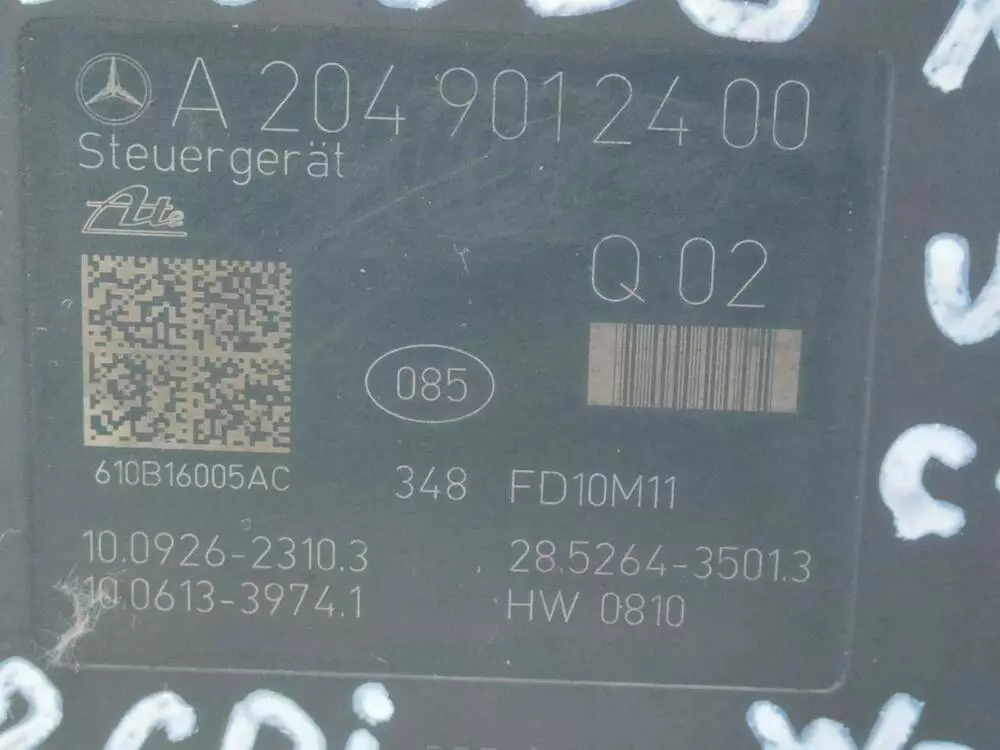 A 204 901 24 00
Steuergerät
Ate
Q 02
085
610B16005AC 348 FD10M11
10.0926-2310.3 28.5264-3501.3
10.0613-3974.1 HW 0810